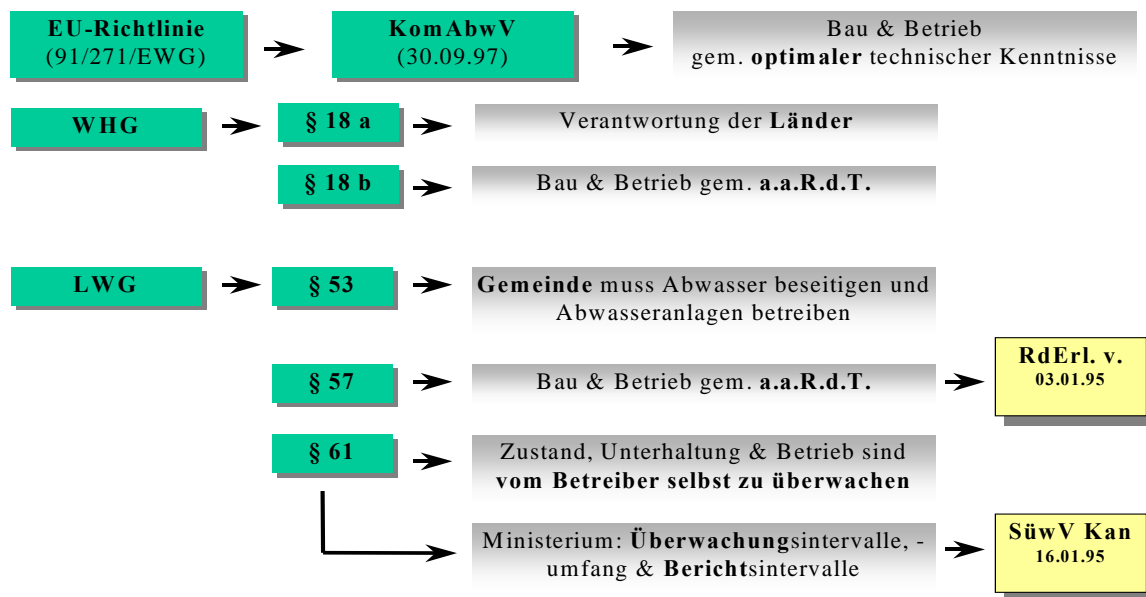 EU-Richtlinie
(91/271/EWG)
KomAbwV
(30.09.97)
Bau & Betrieb
gem. optimaler technischer Kenntnisse
WHG
§ 18 a
Verantwortung der Länder
§ 18 b
Bau & Betrieb gem. a.a.R.d.T.
LWG
§ 53
Gemeinde muss Abwasser beseitigen und
Abwasseranlagen betreiben
§ 57
Bau & Betrieb gem. a.a.R.d.T.
RdErl. v.
03.01.95
§ 61
Zustand, Unterhaltung & Betrieb sind
vom Betreiber selbst zu überwachen
Ministerium: Überwachungsintervalle, -
umfang & Berichtsintervalle
SüwV Kan
16.01.95